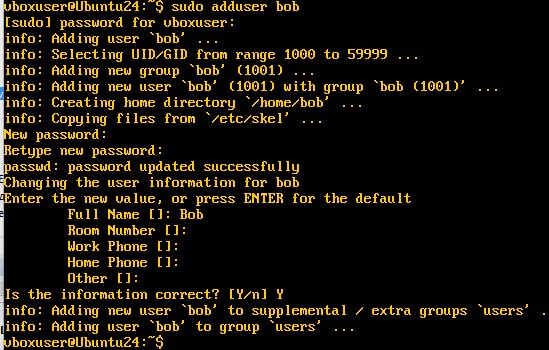 vboxuser@Ubuntu24:~$ sudo adduser bob
[sudo] password for vboxuser:
info: Adding user `bob' ...
info: Selecting UID/GID from range 1000 to 59999 ...
info: Adding new group `bob' (1001) ...
info: Adding new user `bob' (1001) with group `bob (1001)' ...
info: Creating home directory `/home/bob' ...
info: Copying files from `/etc/skel' ...
New password:
Retype new password:
passwd: password updated successfully
Changing the user information for bob
Enter the new value, or press ENTER for the default
Full Name []: Bob
Room Number []:
Work Phone []:
Home Phone []:
Other []:
Is the information correct? [Y/n] Y
info: Adding new user `bob' to supplemental / extra groups `users' .
info: Adding user `bob' to group `users' ...
vboxuser@Ubuntu24:~$